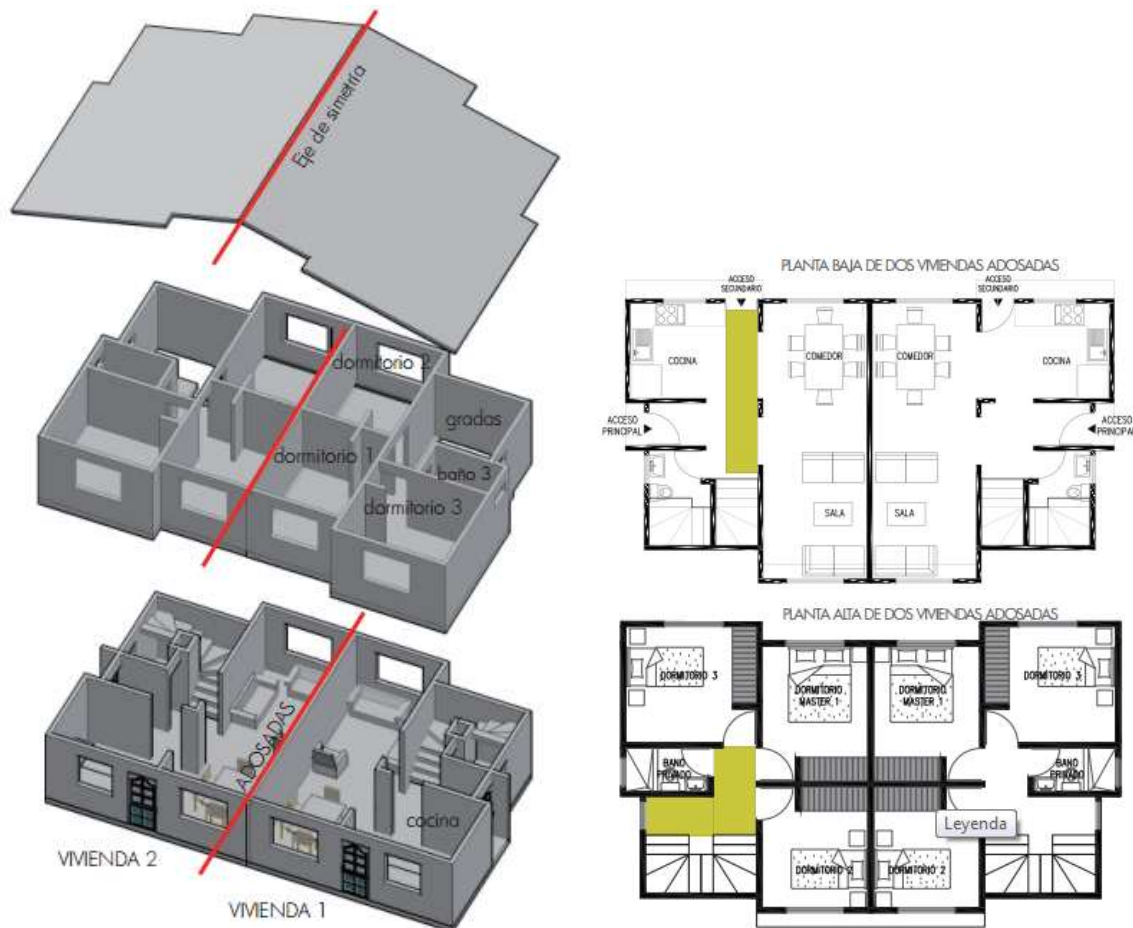 Eje de simetría
dormitorio 2
gradas
dormitorio 1
baño 3
dormitorio 3
ADOSADAS
cocina
VIVIENDA 2
VIVIENDA 1
PLANTA BAJA DE DOS VIVIENDAS ADOSADAS
ACCESO
SECUNDARIO
ACCESO
SECUNDARIO
COCINA
COMEDOR
COMEDOR
COCINA
ACCESO
PRINCIPAL
ACCESO
PRINCIPAL
SALA
SALA
PLANTA ALTA DE DOS VIVIENDAS ADOSADAS
DORMITORIO 3
DORMITORIO
MASTER 1
DORMITORIO
MASTER 1
DORMITORIO 3
BANO
PRIVADO
BANO
PRIVADO
Leyenda
DORMITORIO 2
DORMITORIO 2